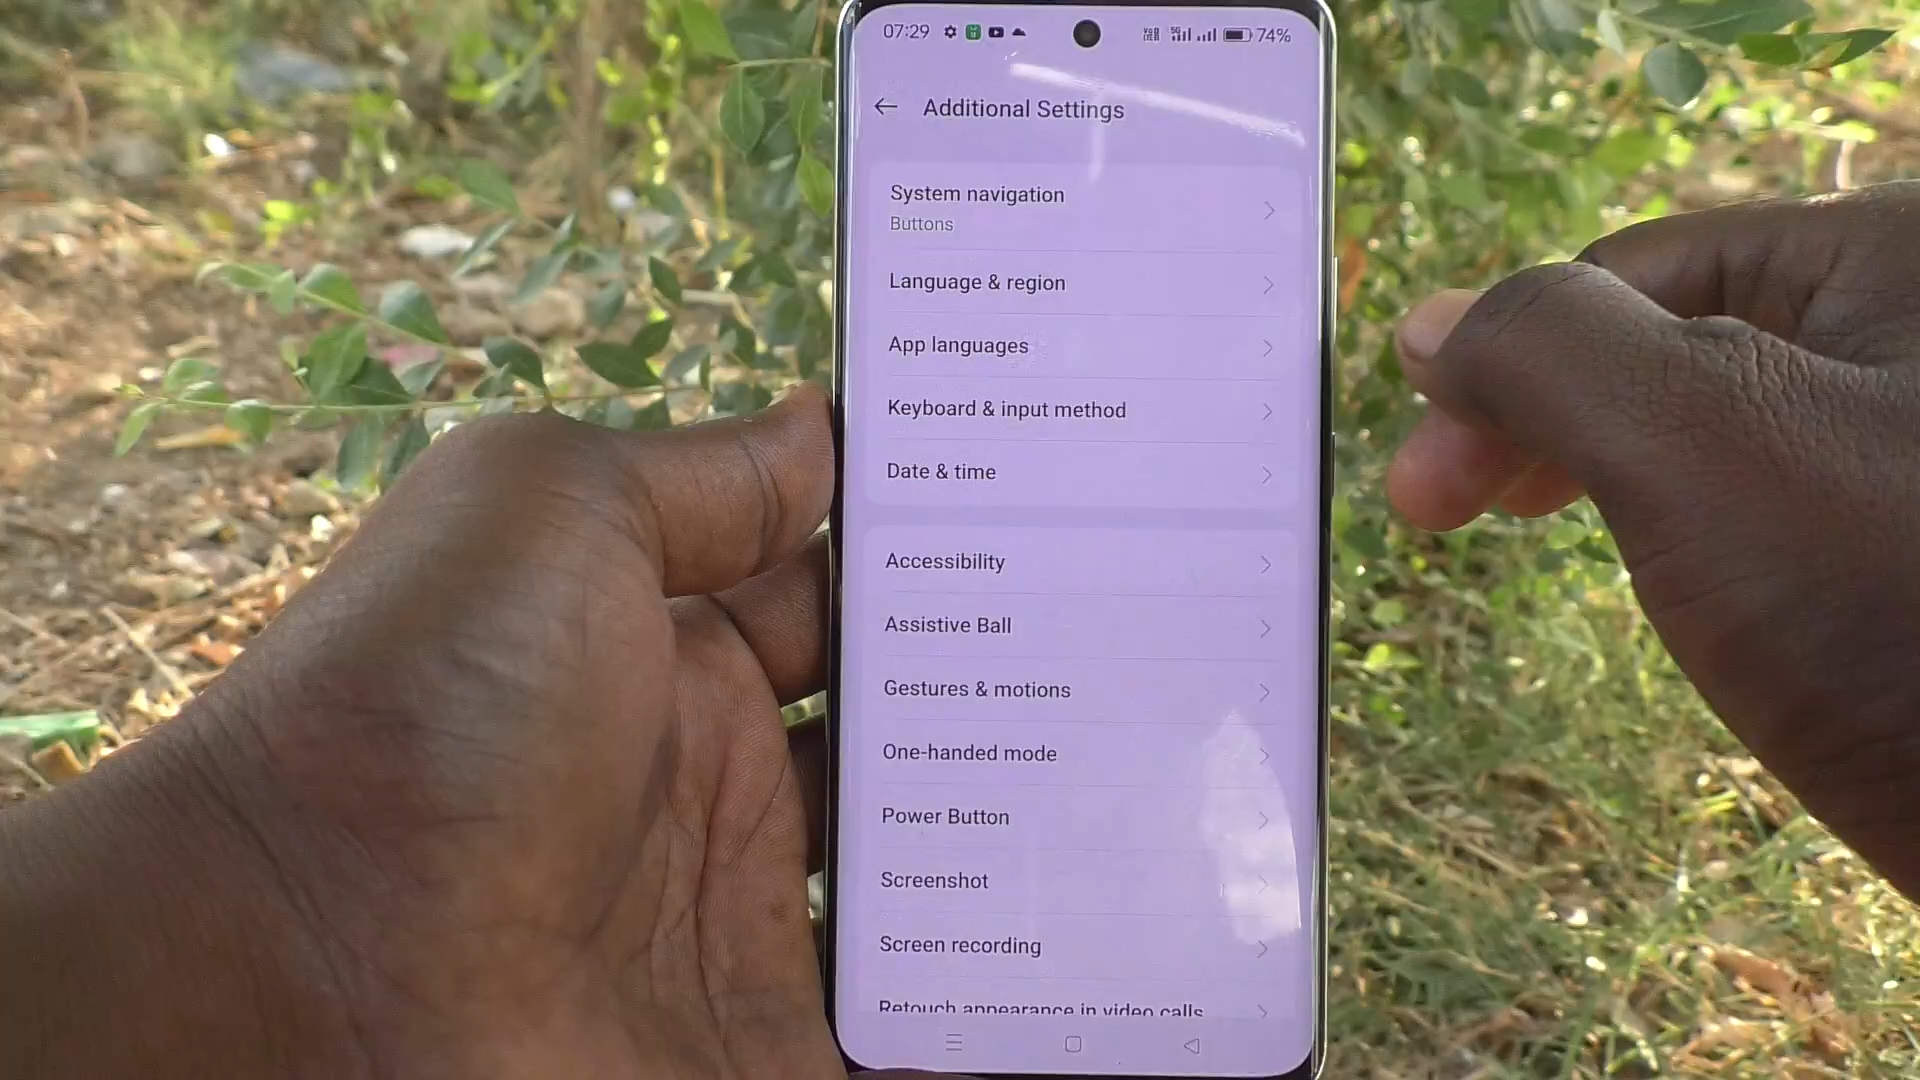 07:29
5G
74%
Additional Settings
System navigation
Buttons
Language & region
App languages
Keyboard & input method
Date & time
Accessibility
Assistive Ball
Gestures & motions
One-handed mode
Power Button
Screenshot
Screen recording
Retouch appearance in video calls